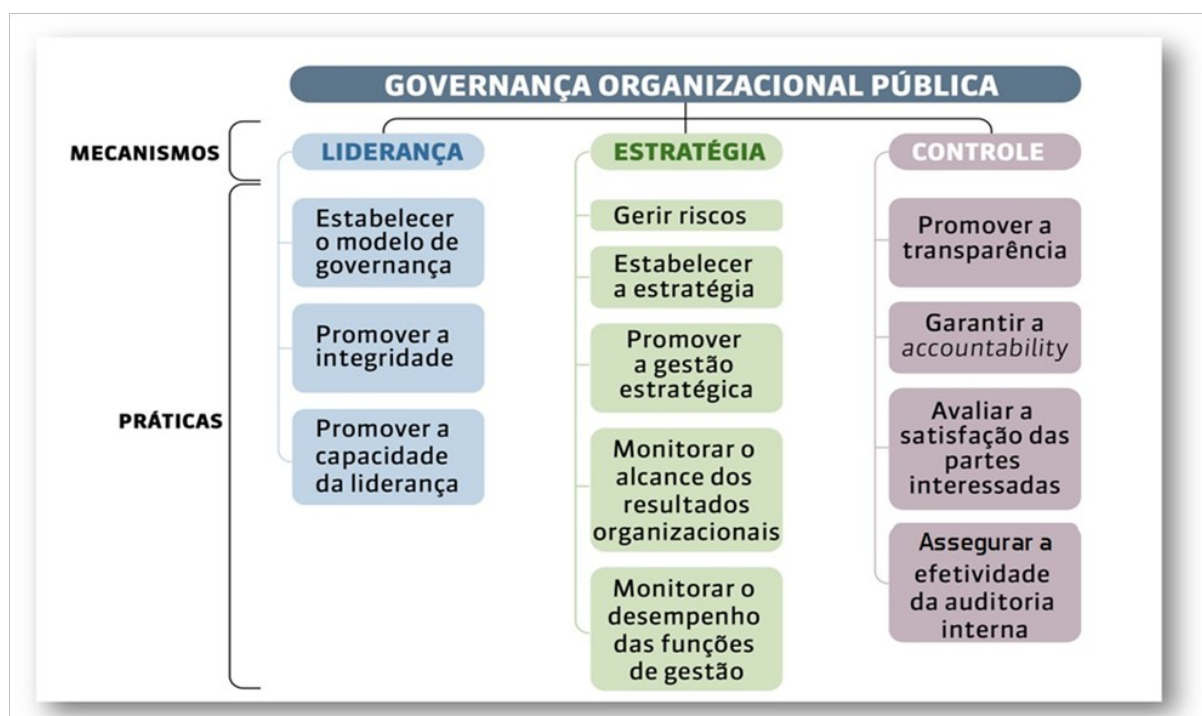 GOVERNANÇA ORGANIZACIONAL PÚBLICA
MECANISMOS
LIDERANÇA
ESTRATÉGIA
CONTROLE
PRÁTICAS
Estabelecer
o modelo de
governança
Promover a
integridade
Promover a
capacidade
da liderança
Gerir riscos
Estabelecer
a estratégia
Promover
a gestão
estratégica
Monitorar o
alcance dos
resultados
organizacionais
Monitorar o
desempenho
das funções
de gestão
Promover a
transparência
Garantir a
accountability
Avaliar a
satisfação das
partes
interessadas
Assegurar a
efetividade
da auditoria
interna